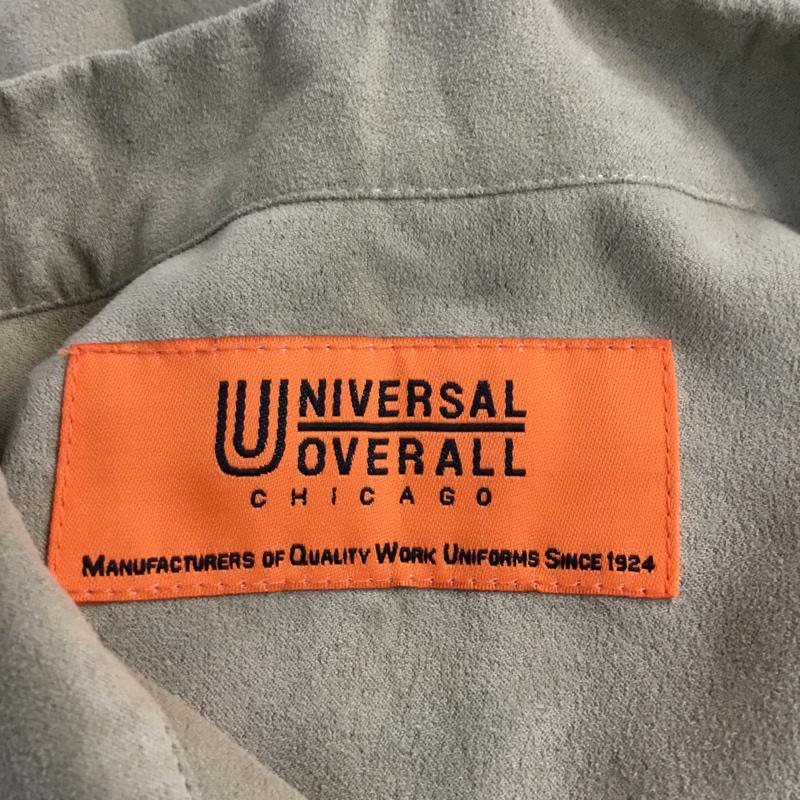 UNIVERSAL
OVERALL
CHICAGO
MANUFACTURERS OF QUALITY WORK UNIFORMS SINCE 1924